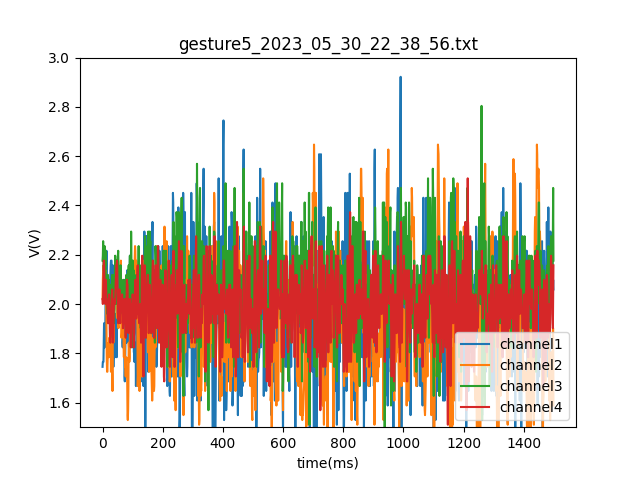 gesture5_2023_05_30_22_38_56.txt
3.0
2.8
2.6
2.4
2.2
2.0
1.8
1.6
V(V)
channel1
channel2
channel3
channel4
0 200 400 600 800 1000 1200 1400
time(ms)